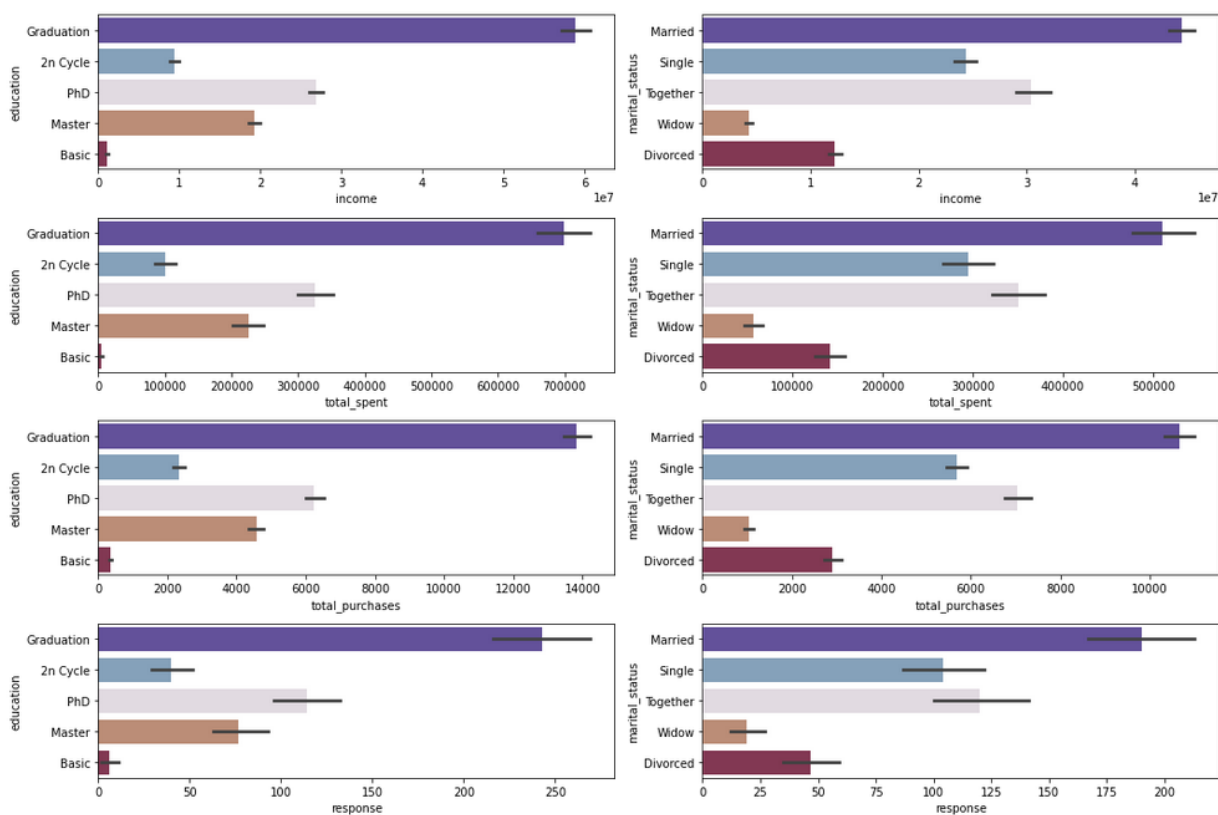 Graduation
2n Cycle
PhD
Master
Basic
education
0 1 2 3 4 5 6
1e7
income
Married
Single
Together
Widow
Divorced
marital_status
0 1 2 3 4
1e7
income
Graduation
2n Cycle
PhD
Master
Basic
education
0 100000 200000 300000 400000 500000 600000 700000
total_spent
Married
Single
Together
Widow
Divorced
marital_status
0 100000 200000 300000 400000 500000
total_spent
Graduation
2n Cycle
PhD
Master
Basic
education
0 2000 4000 6000 8000 10000 12000 14000
total_purchases
Married
Single
Together
Widow
Divorced
marital_status
0 2000 4000 6000 8000 10000
total_purchases
Graduation
2n Cycle
PhD
Master
Basic
education
0 50 100 150 200 250
response
Married
Single
Together
Widow
Divorced
marital_status
0 25 50 75 100 125 150 175 200
response